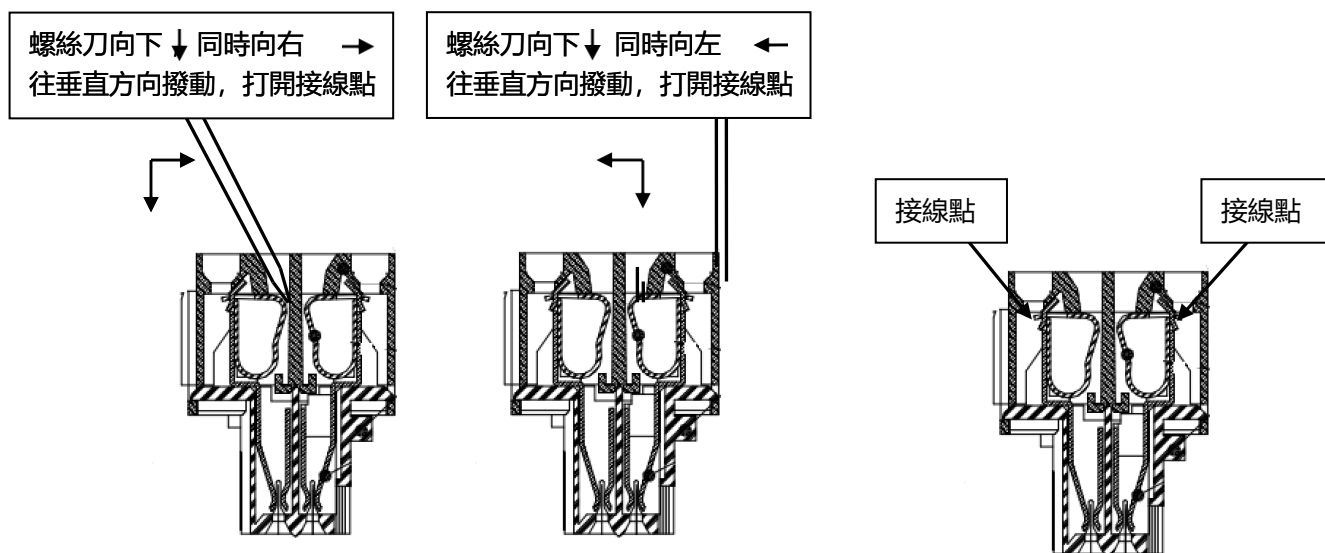 螺絲刀向下↓同時向右 →
往垂直方向撥動，打開接線點
螺絲刀向下↓同時向左 ←
往垂直方向撥動，打開接線點
接線點
接線點